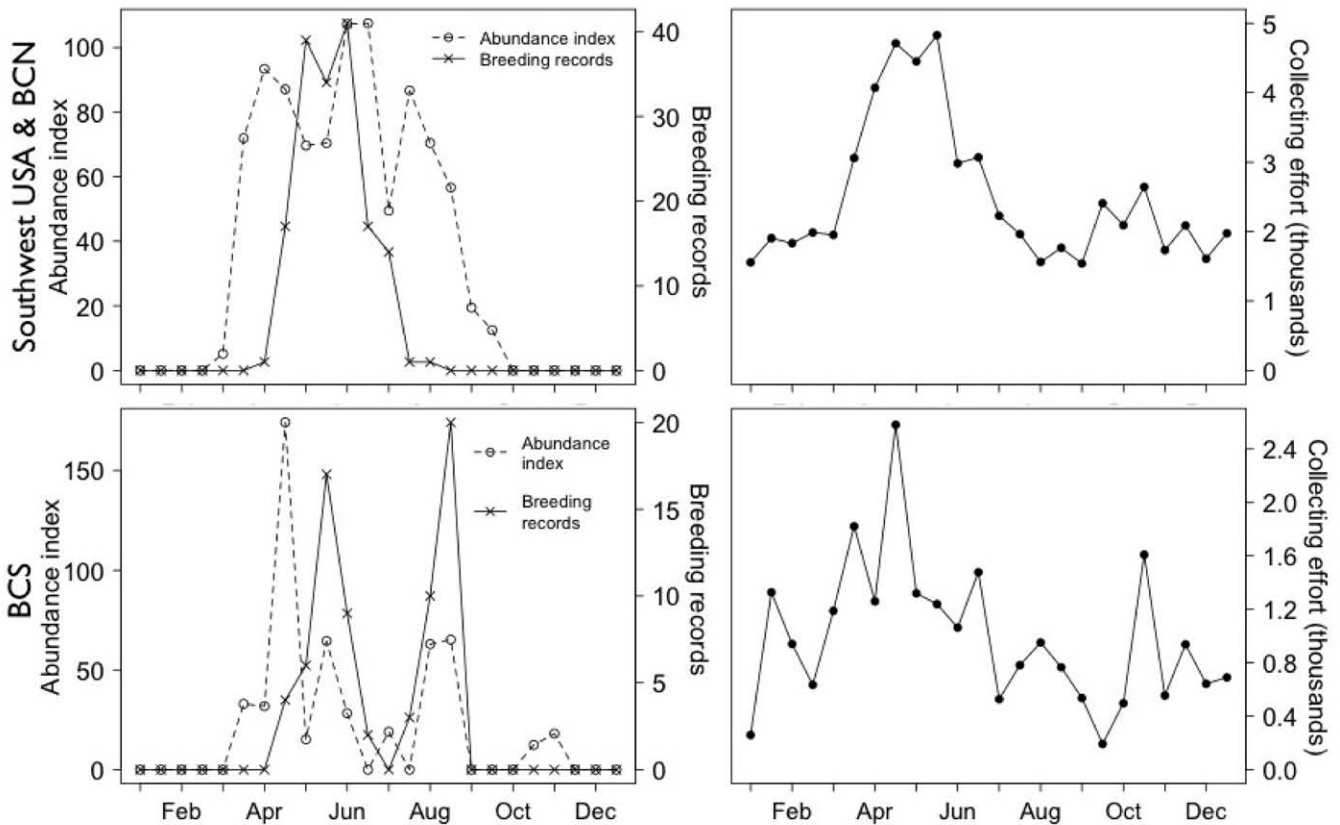 Southwest USA & BCN
Abundance index
100
80
60
40
20
0
Abundance index
Breeding records
40
30
20
10
0
Breeding records
5
4
3
2
1
0
Collecting effort (thousands)
BCS
Abundance index
150
100
50
0
Abundance
index
Breeding
records
20
15
10
5
0
Breeding records
2.4
2.0
1.6
1.2
0.8
0.4
0.0
Collecting effort (thousands)
Feb Apr Jun Aug Oct Dec
Feb Apr Jun Aug Oct Dec